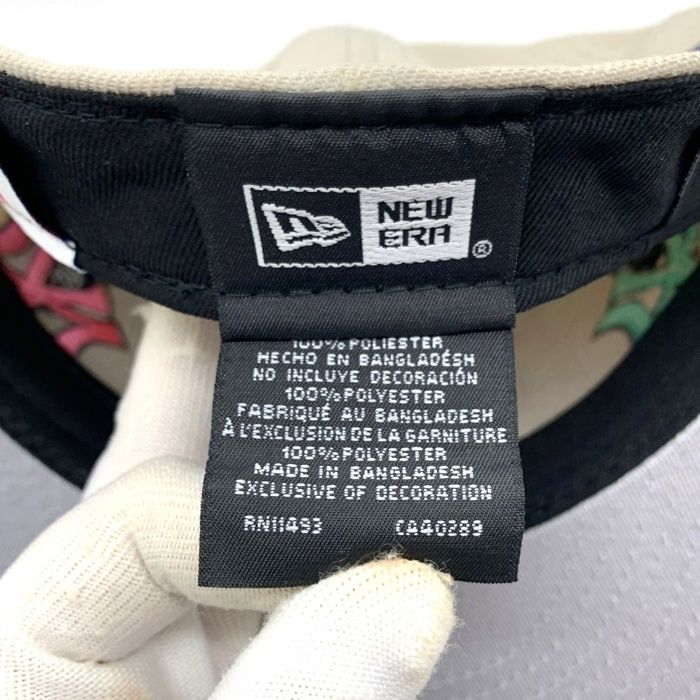 NEW
ERA
®
100% POLIESTER
HECHO EN BANGLADÉSH
NO INCLUYE DECORACIÓN
100% POLYESTER
FABRIQUÉ AU BANGLADESH
À L'EXCLUSION DE LA GARNITURE
100% POLYESTER
MADE IN BANGLADESH
EXCLUSIVE OF DECORATION
RN11493 CA40289